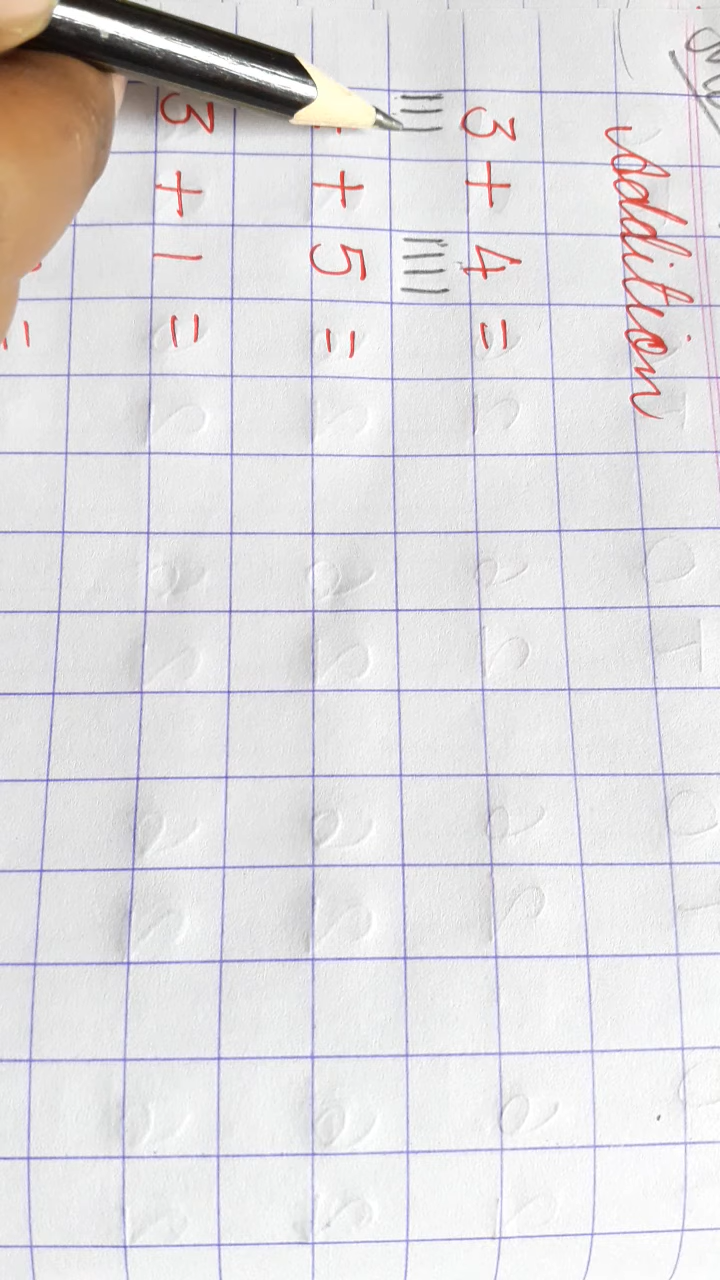 Addition
3 + 4 =
||| ||||
+ 5 =
3 + 1 =
=